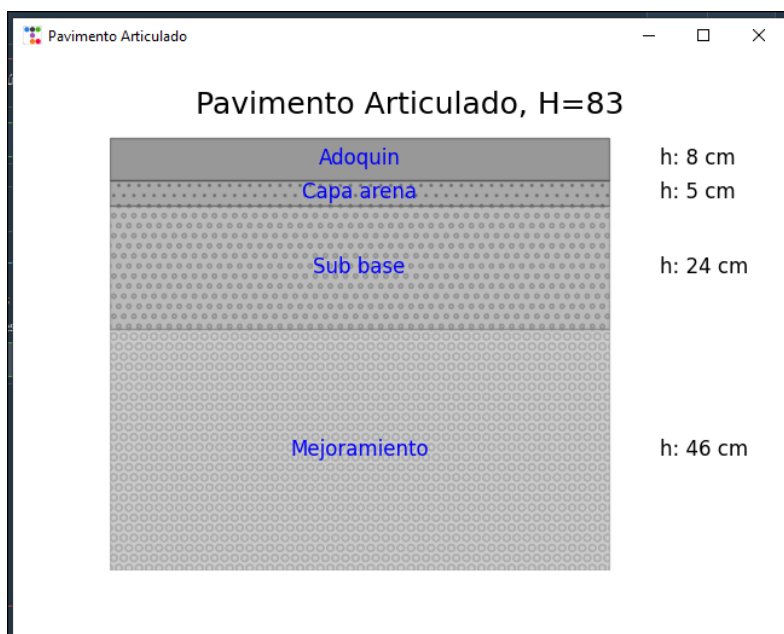 Pavimento Articulado
Pavimento Articulado, H=83
Adoquin h: 8 cm
Capa arena h: 5 cm
Sub base h: 24 cm
Mejoramiento h: 46 cm